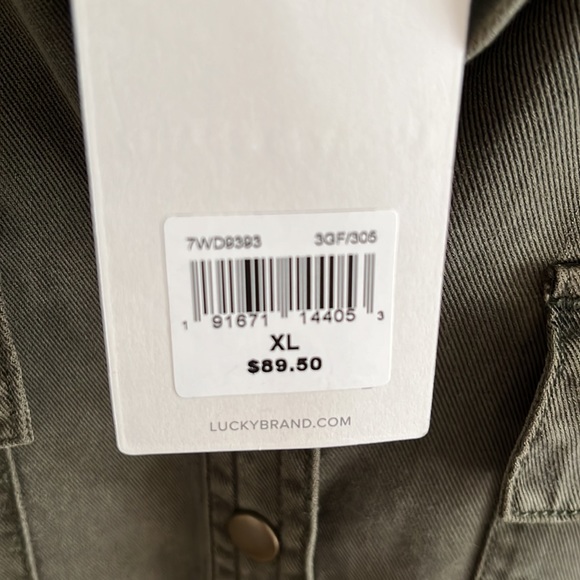 7WD9393 3GF/305
1 91671 14405 3
XL
$89.50
LUCKYBRAND.COM